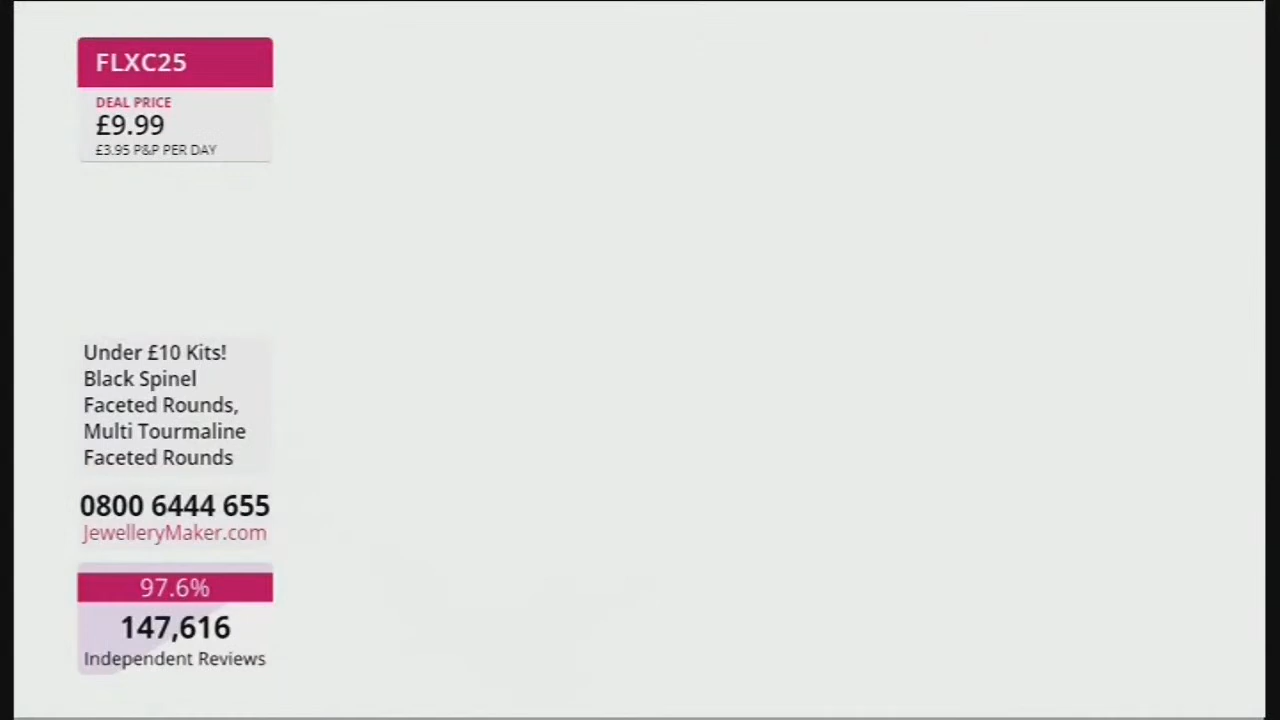 FLXC25
DEAL PRICE
£9.99
£3.95 P&P PER DAY
Under £10 Kits!
Black Spinel
Faceted Rounds,
Multi Tourmaline
Faceted Rounds
0800 6444 655
JewelleryMaker.com
97.6%
147,616
Independent Reviews